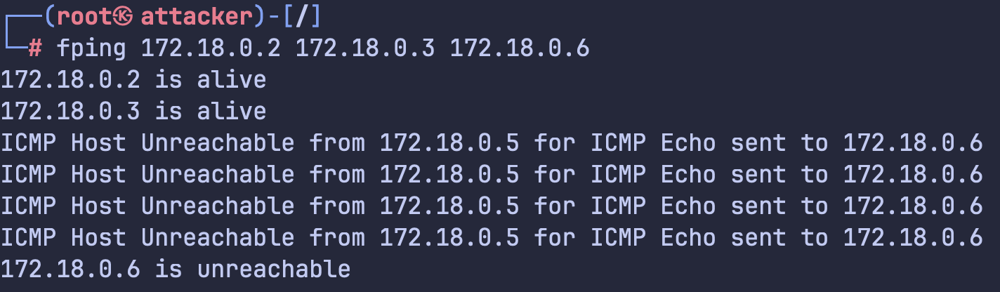 ┌──(root㉿attacker)-[/]
└─# fping 172.18.0.2 172.18.0.3 172.18.0.6
172.18.0.2 is alive
172.18.0.3 is alive
ICMP Host Unreachable from 172.18.0.5 for ICMP Echo sent to 172.18.0.6
ICMP Host Unreachable from 172.18.0.5 for ICMP Echo sent to 172.18.0.6
ICMP Host Unreachable from 172.18.0.5 for ICMP Echo sent to 172.18.0.6
ICMP Host Unreachable from 172.18.0.5 for ICMP Echo sent to 172.18.0.6
172.18.0.6 is unreachable